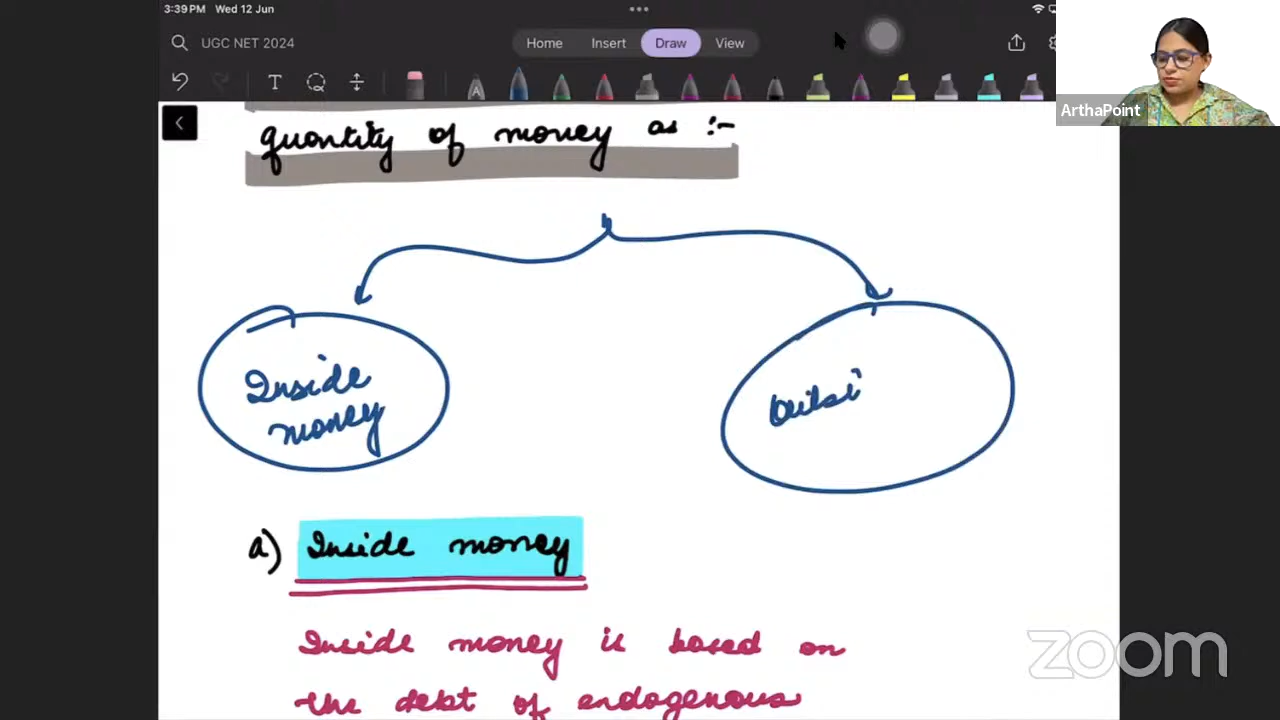 3:39 PM Wed 12 Jun
UGC NET 2024
Home Insert Draw View
T
A
ArthaPoint
quantity of money as :-
Inside
money
Outsi
a) Inside money
Inside money is based on
the debt of endogenous
zoom